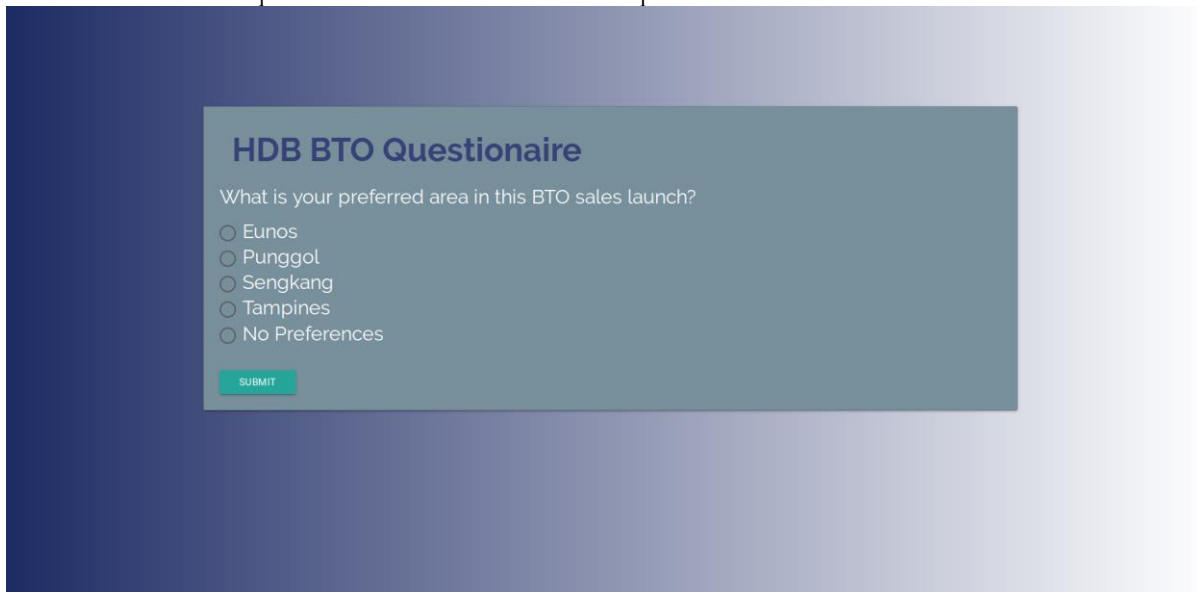 HDB BTO Questionaire
What is your preferred area in this BTO sales launch?
Eunos
Punggol
Sengkang
Tampines
No Preferences
SUBMIT